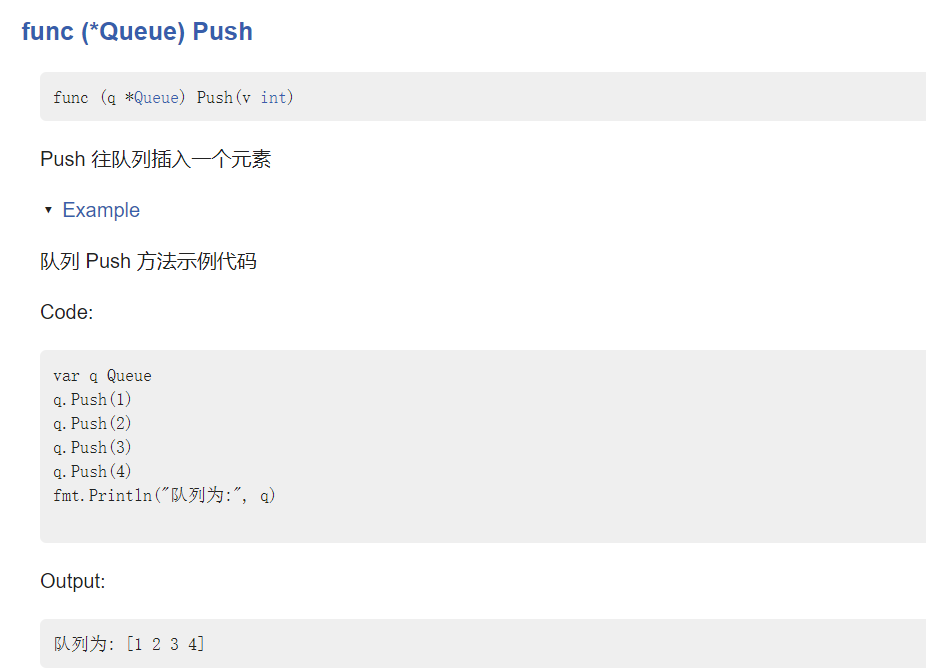 func (*Queue) Push
func (q *Queue) Push(v int)
Push 往队列插入一个元素
▾ Example
队列 Push 方法示例代码
Code:
var q Queue
q.Push(1)
q.Push(2)
q.Push(3)
q.Push(4)
fmt.Println("队列为:", q)
Output:
队列为: [1 2 3 4]